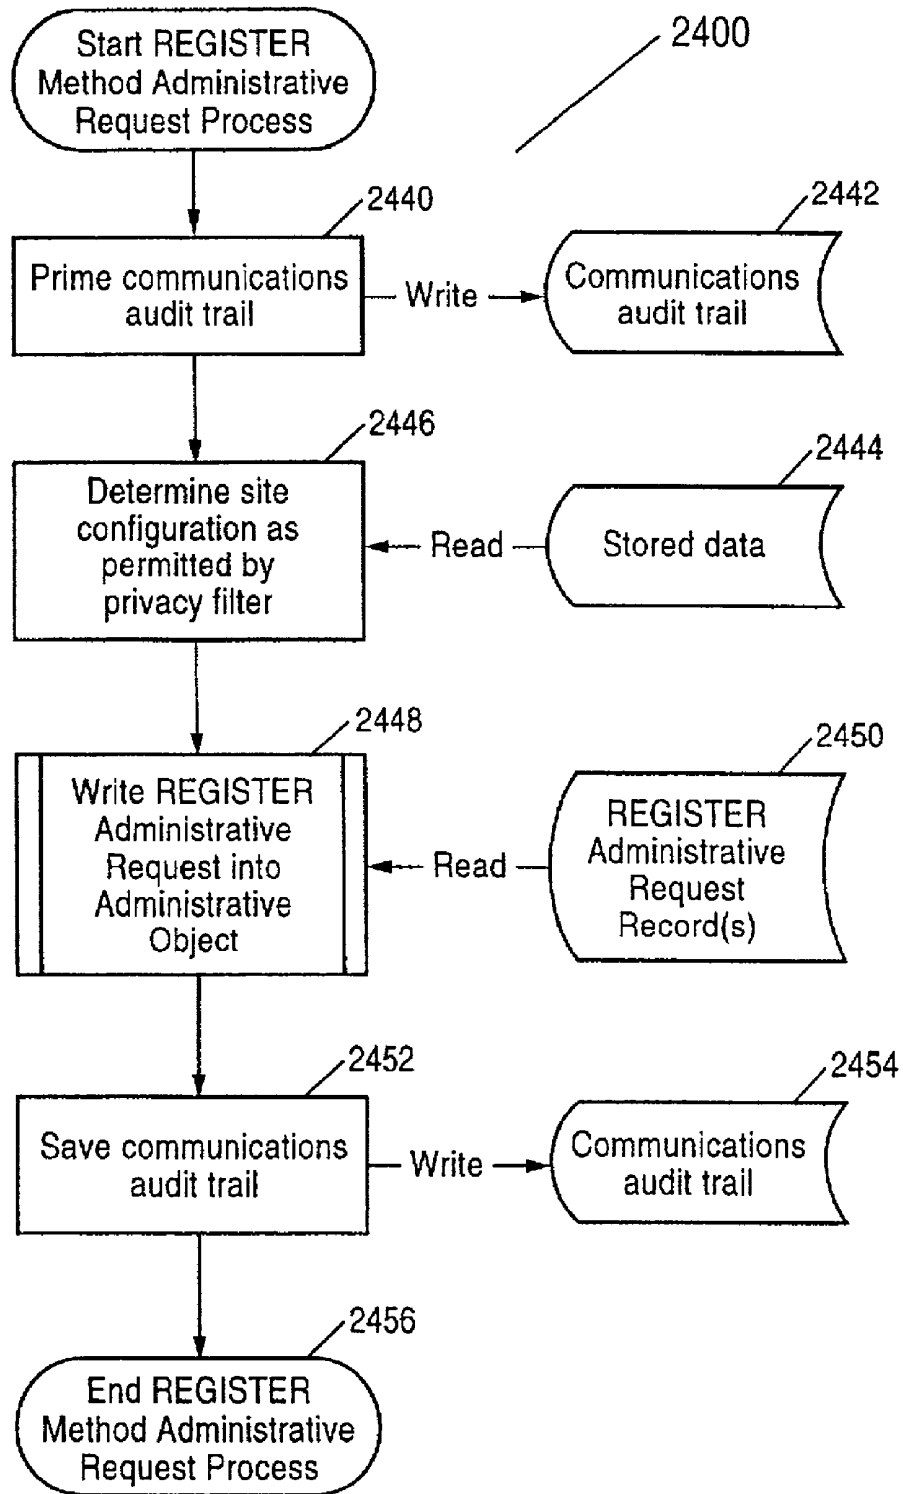 Start REGISTER
Method Administrative
Request Process
2400
2440
Prime communications
audit trail
Write
2442
Communications
audit trail
2446
Determine site
configuration as
permitted by
privacy filter
Read
2444
Stored data
2448
Write REGISTER
Administrative
Request into
Administrative
Object
Read
2450
REGISTER
Administrative
Request
Record(s)
2452
Save communications
audit trail
Write
2454
Communications
audit trail
2456
End REGISTER
Method Administrative
Request Process